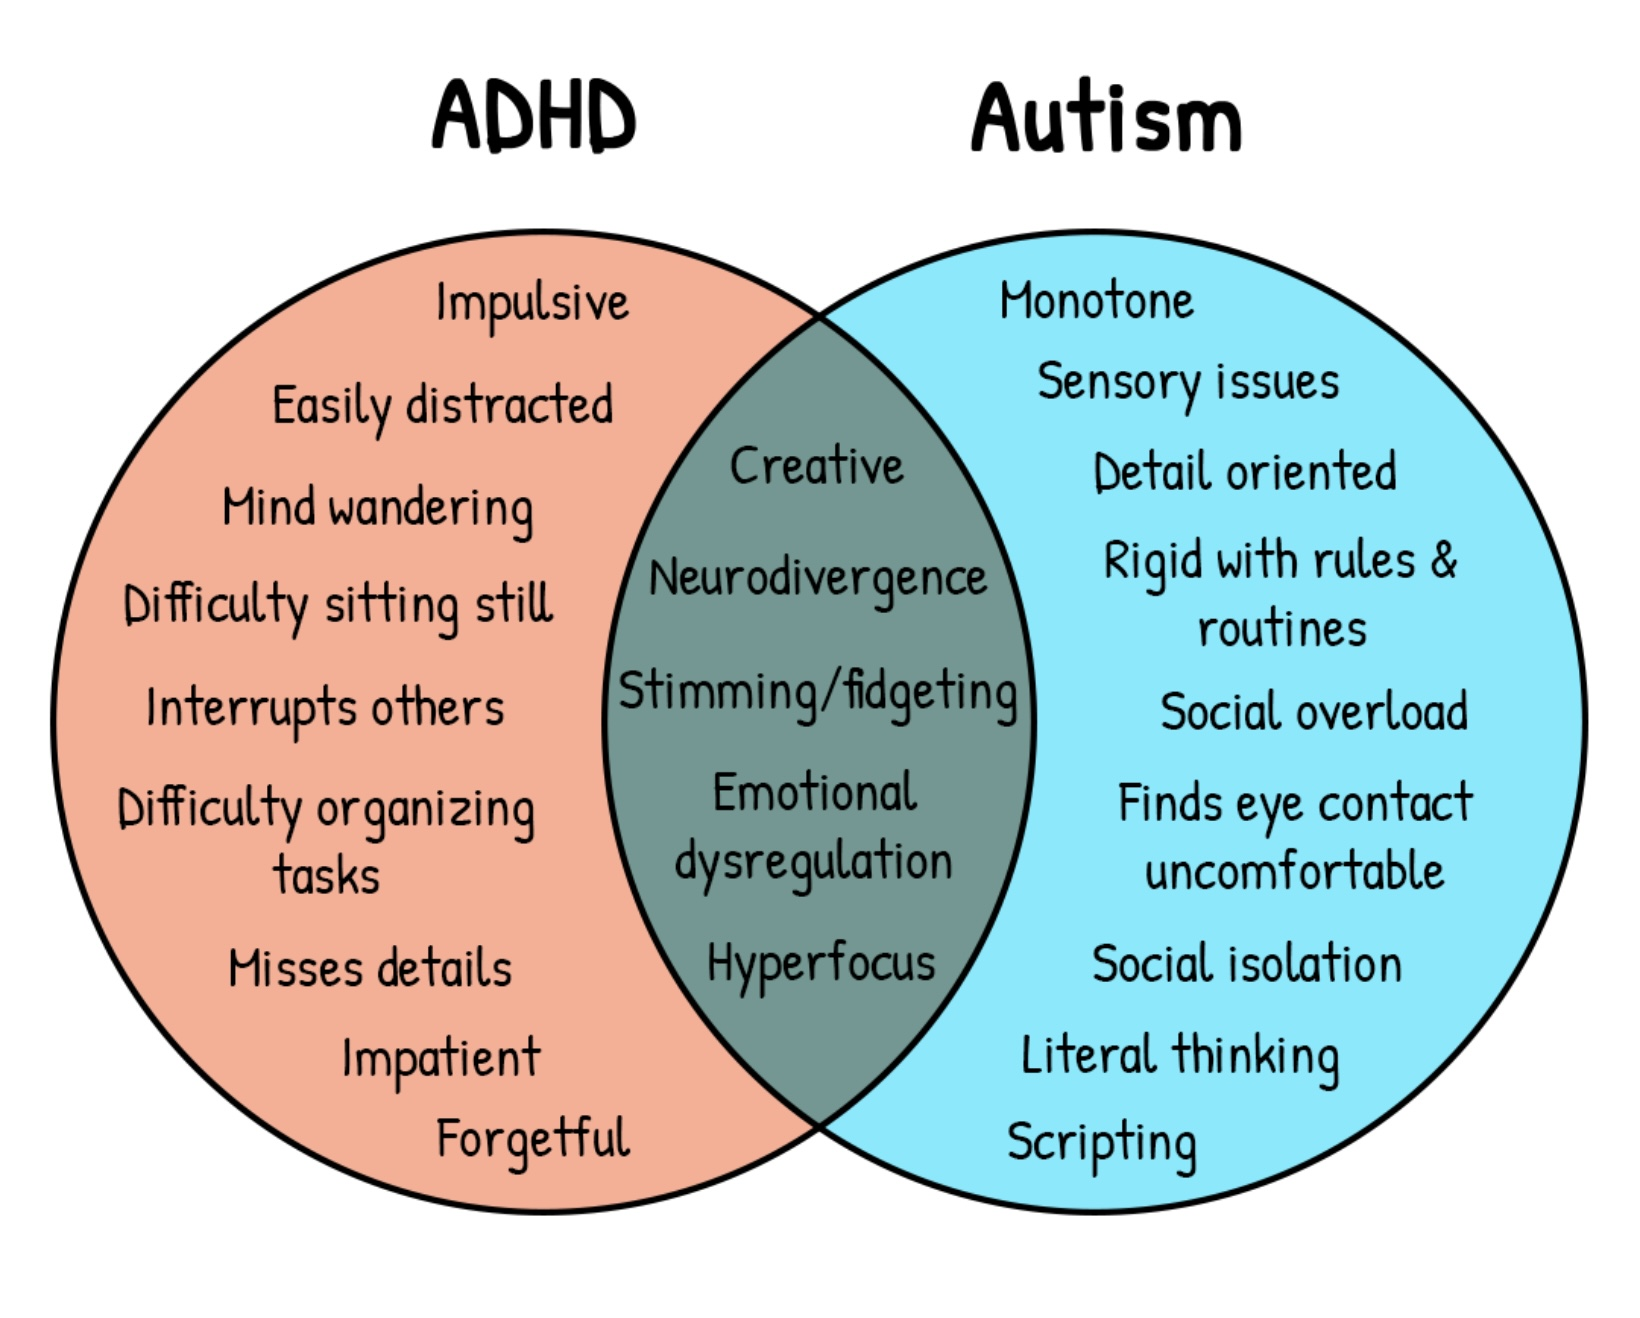 ADHD
Autism
Impulsive
Easily distracted
Mind wandering
Difficulty sitting still
Interrupts others
Difficulty organizing
tasks
Misses details
Impatient
Forgetful
Creative
Neurodivergence
Stimming/fidgeting
Emotional
dysregulation
Hyperfocus
Monotone
Sensory issues
Detail oriented
Rigid with rules &
routines
Social overload
Finds eye contact
uncomfortable
Social isolation
Literal thinking
Scripting